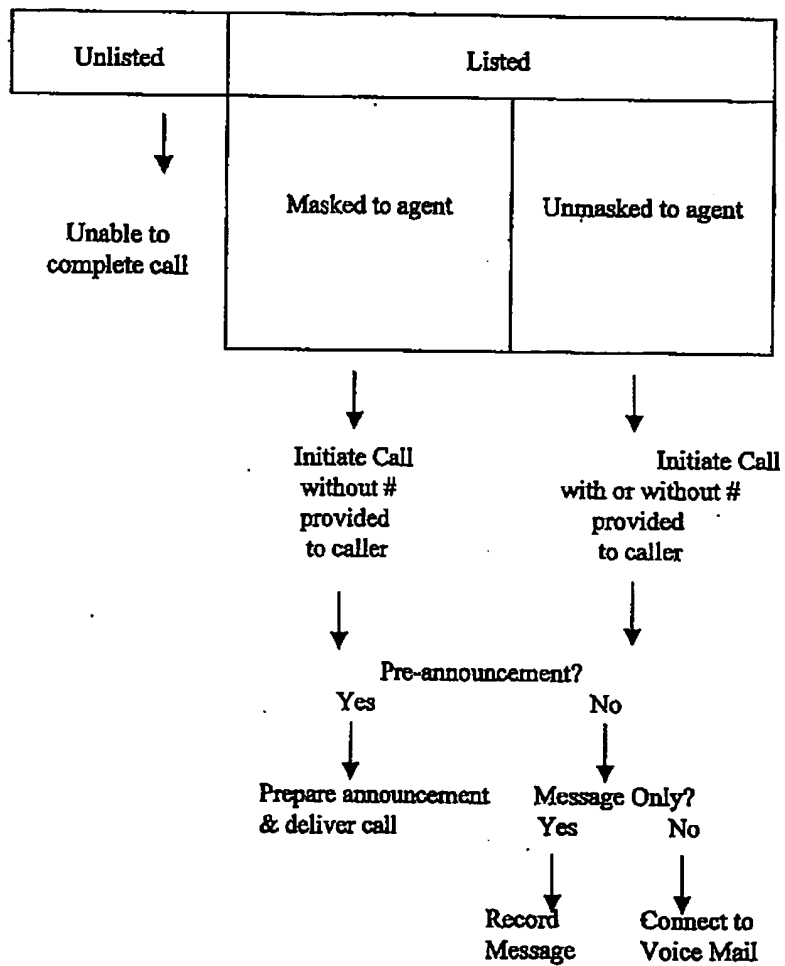 Unlisted
Listed
Masked to agent
Unmasked to agent
Unable to
complete call
Initiate Call
without #
provided
to caller
Initiate Call
with or without #
provided
to caller
Pre-announcement?
Yes
No
Prepare announcement
& deliver call
Message Only?
Yes
No
Record
Message
Connect to
Voice Mail